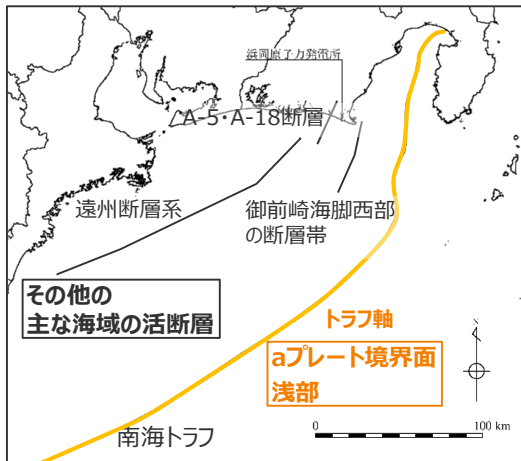 浜岡原子力発電所
A-5・A-18断層
遠州断層系
御前崎海脚西部
の断層帯
その他の
主な海域の活断層
トラフ軸
aプレート境界面
浅部
南海トラフ
0
100 km